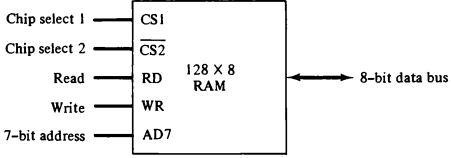 Chip select 1 CS1
Chip select 2 C̅S̅2̅
Read RD 128 × 8
RAM 8-bit data bus
Write WR
7-bit address AD7